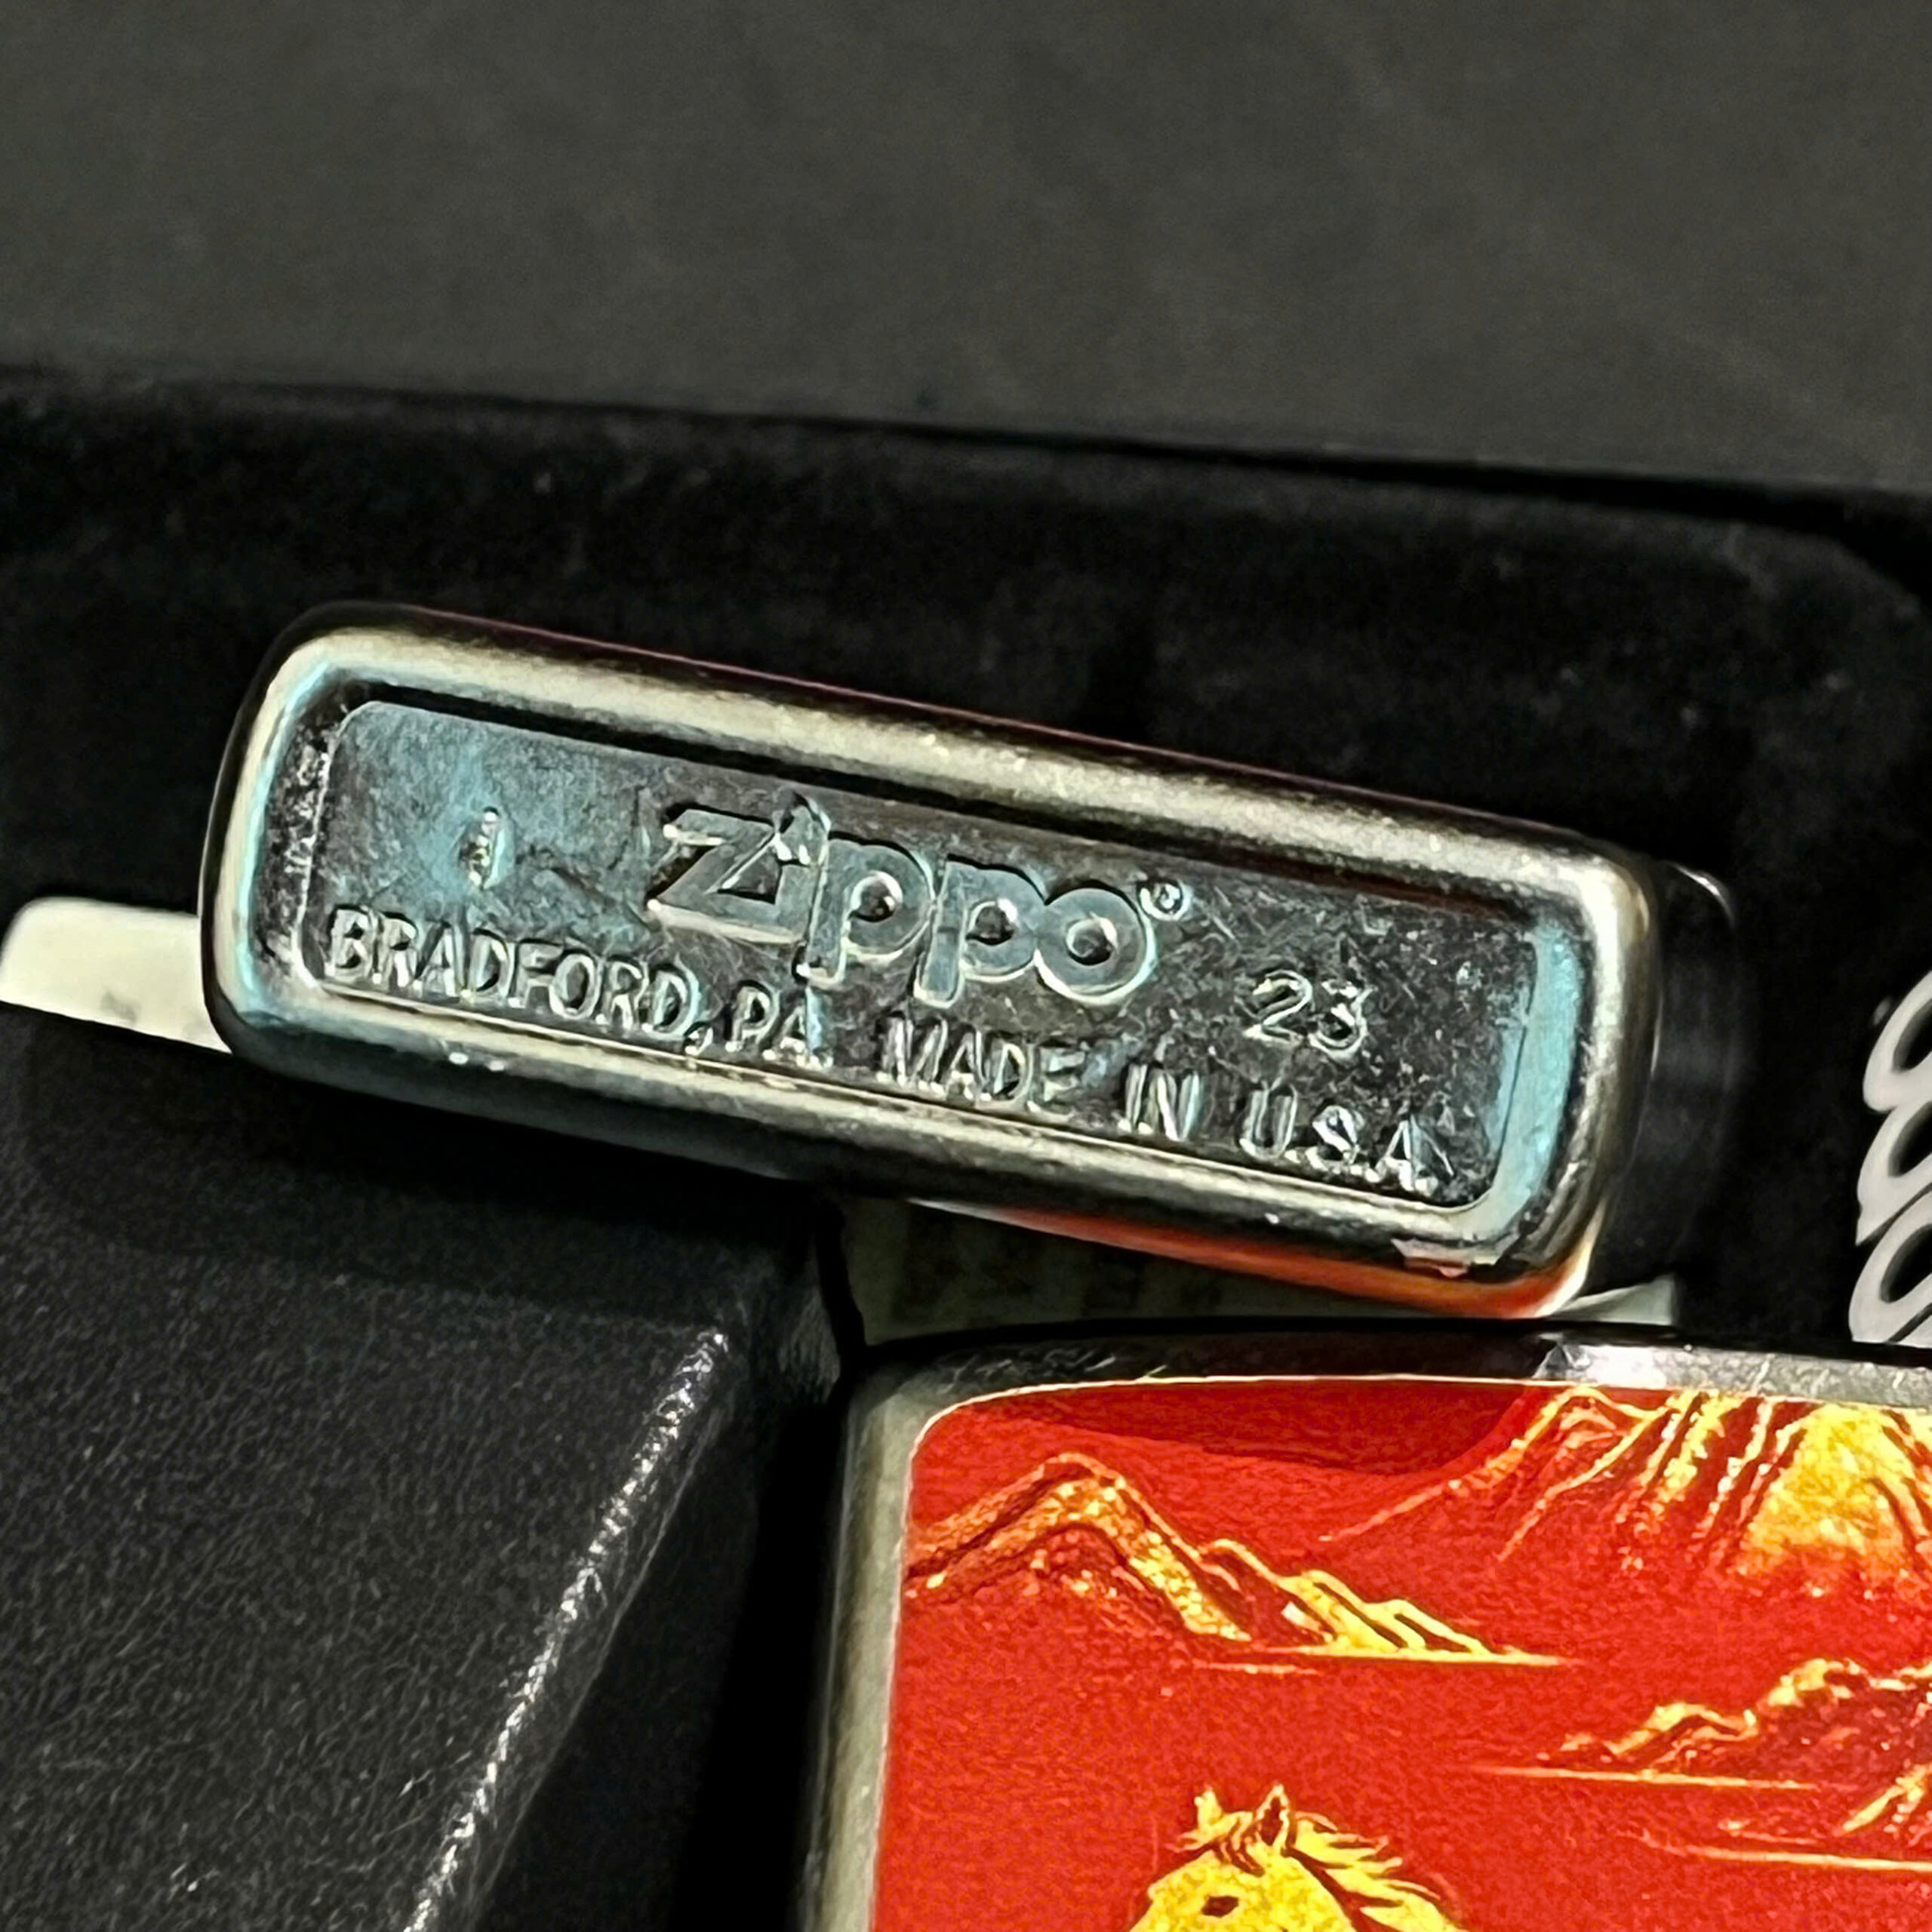 Zippo®
23
BRADFORD, PA. MADE IN U.S.A.